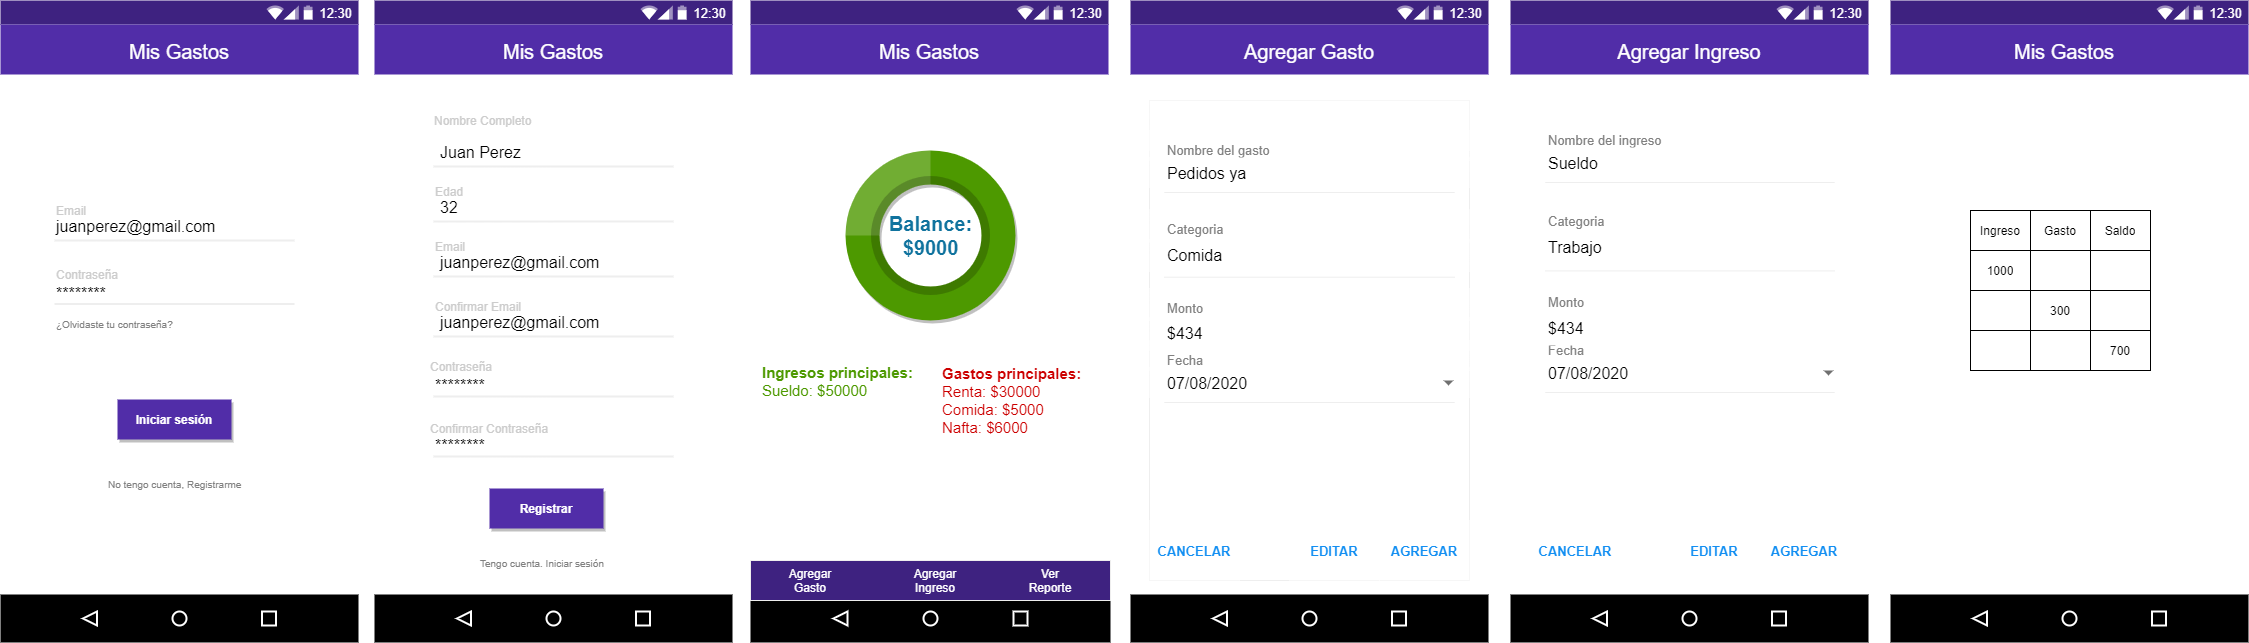 12:30
Mis Gastos
Email
juanperez@gmail.com
Contraseña
********
¿Olvidaste tu contraseña?
Iniciar sesión
No tengo cuenta, Registrarme
12:30
Mis Gastos
Nombre Completo
Juan Perez
Edad
32
Email
juanperez@gmail.com
Confirmar Email
juanperez@gmail.com
Contraseña
********
Confirmar Contraseña
********
Registrar
Tengo cuenta. Iniciar sesión
12:30
Mis Gastos
Balance:
$9000
Ingresos principales:
Sueldo: $50000
Gastos principales:
Renta: $30000
Comida: $5000
Nafta: $6000
Agregar
Gasto
Agregar
Ingreso
Ver
Reporte
12:30
Agregar Gasto
Nombre del gasto
Pedidos ya
Categoria
Comida
Monto
$434
Fecha
07/08/2020
CANCELAR EDITAR AGREGAR
12:30
Agregar Ingreso
Nombre del ingreso
Sueldo
Categoria
Trabajo
Monto
$434
Fecha
07/08/2020
CANCELAR EDITAR AGREGAR
12:30
Mis Gastos
Ingreso Gasto Saldo
1000
300
700